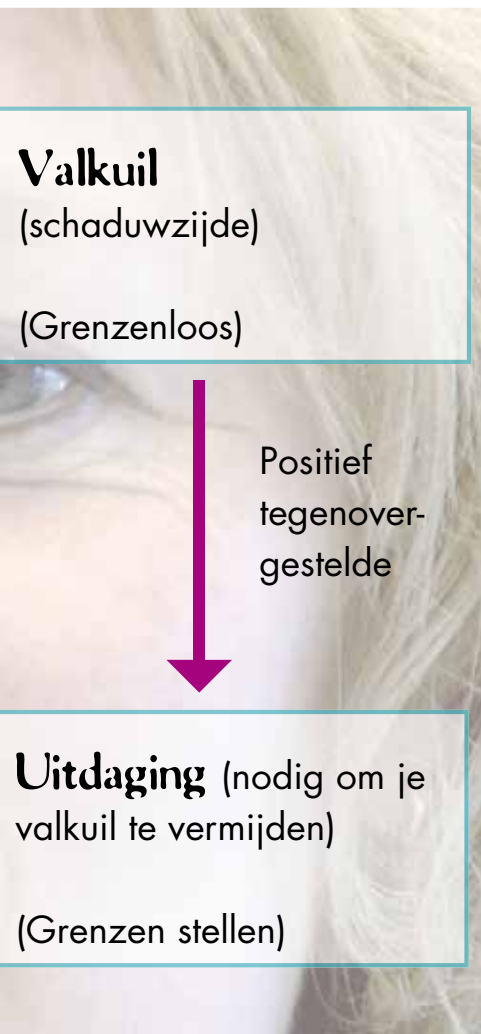 Valkuil
(schaduwzijde)
(Grenzenloos)
Positief
tegenover-
gestelde
Uitdaging (nodig om je
valkuil te vermijden)
(Grenzen stellen)